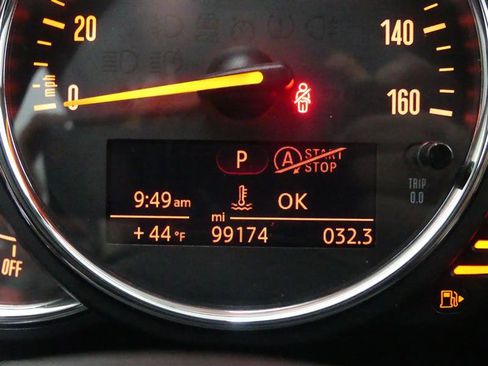 20
140
mph
0
160
P
A START STOP
9:49 am
OK
TRIP
0.0
+ 44 °F
mi 99174
032.3
OFF